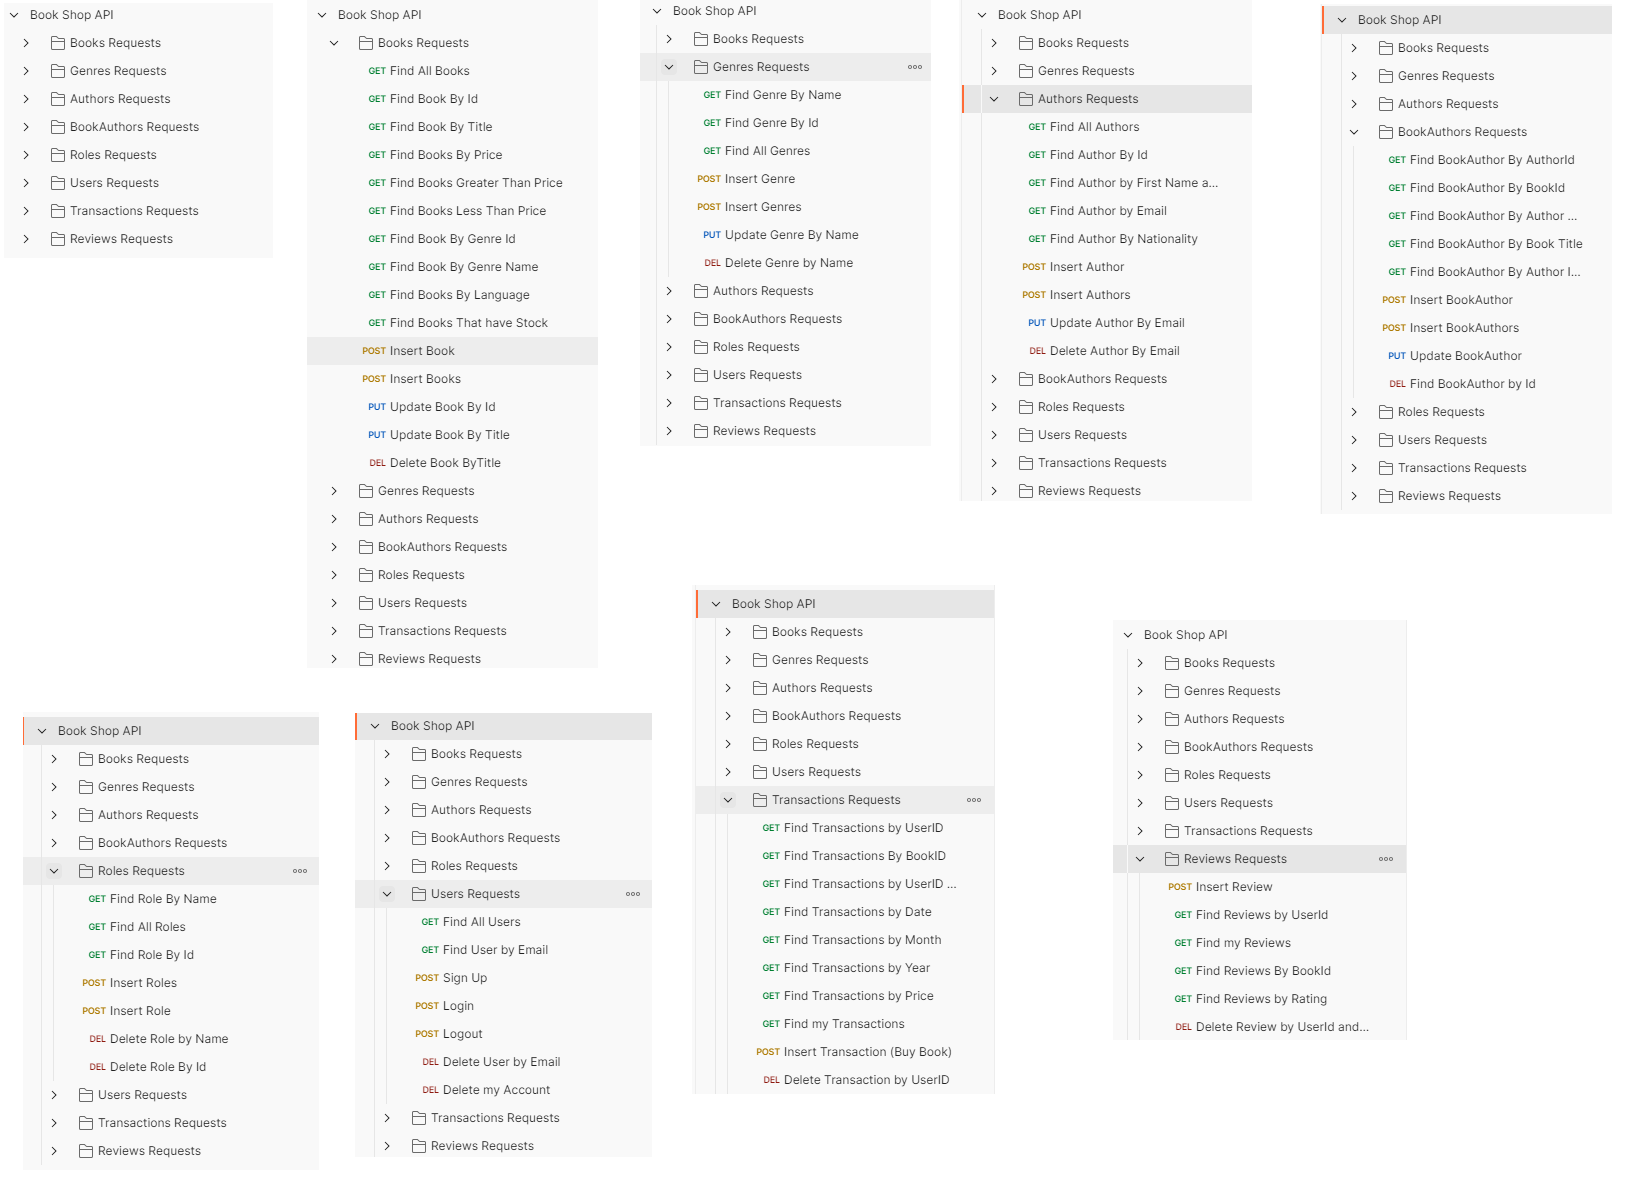 Book Shop API
Books Requests
Genres Requests
Authors Requests
BookAuthors Requests
Roles Requests
Users Requests
Transactions Requests
Reviews Requests
Book Shop API
Books Requests
GET Find All Books
GET Find Book By Id
GET Find Book By Title
GET Find Books By Price
GET Find Books Greater Than Price
GET Find Books Less Than Price
GET Find Book By Genre Id
GET Find Book By Genre Name
GET Find Books By Language
GET Find Books That have Stock
POST Insert Book
POST Insert Books
PUT Update Book By Id
PUT Update Book By Title
DEL Delete Book ByTitle
Genres Requests
Authors Requests
BookAuthors Requests
Roles Requests
Users Requests
Transactions Requests
Reviews Requests
Book Shop API
Books Requests
Genres Requests
GET Find Genre By Name
GET Find Genre By Id
GET Find All Genres
POST Insert Genre
POST Insert Genres
PUT Update Genre By Name
DEL Delete Genre by Name
Authors Requests
BookAuthors Requests
Roles Requests
Users Requests
Transactions Requests
Reviews Requests
Book Shop API
Books Requests
Genres Requests
Authors Requests
GET Find All Authors
GET Find Author By Id
GET Find Author by First Name a...
GET Find Author by Email
GET Find Author By Nationality
POST Insert Author
POST Insert Authors
PUT Update Author By Email
DEL Delete Author By Email
BookAuthors Requests
Roles Requests
Users Requests
Transactions Requests
Reviews Requests
Book Shop API
Books Requests
Genres Requests
Authors Requests
BookAuthors Requests
GET Find BookAuthor By AuthorId
GET Find BookAuthor By BookId
GET Find BookAuthor By Author ...
GET Find BookAuthor By Book Title
GET Find BookAuthor By Author I...
POST Insert BookAuthor
POST Insert BookAuthors
PUT Update BookAuthor
DEL Find BookAuthor by Id
Roles Requests
Users Requests
Transactions Requests
Reviews Requests
Book Shop API
Books Requests
Genres Requests
Authors Requests
BookAuthors Requests
Roles Requests
GET Find Role By Name
GET Find All Roles
GET Find Role By Id
POST Insert Roles
POST Insert Role
DEL Delete Role by Name
DEL Delete Role By Id
Users Requests
Transactions Requests
Reviews Requests
Book Shop API
Books Requests
Genres Requests
Authors Requests
BookAuthors Requests
Roles Requests
Users Requests
GET Find All Users
GET Find User by Email
POST Sign Up
POST Login
POST Logout
DEL Delete User by Email
DEL Delete my Account
Transactions Requests
Reviews Requests
Book Shop API
Books Requests
Genres Requests
Authors Requests
BookAuthors Requests
Roles Requests
Users Requests
Transactions Requests
GET Find Transactions by UserID
GET Find Transactions By BookID
GET Find Transactions by UserID ...
GET Find Transactions by Date
GET Find Transactions by Month
GET Find Transactions by Year
GET Find Transactions by Price
GET Find my Transactions
POST Insert Transaction (Buy Book)
DEL Delete Transaction by UserID
Book Shop API
Books Requests
Genres Requests
Authors Requests
BookAuthors Requests
Roles Requests
Users Requests
Transactions Requests
Reviews Requests
POST Insert Review
GET Find Reviews by UserId
GET Find my Reviews
GET Find Reviews By BookId
GET Find Reviews by Rating
DEL Delete Review by UserId and...